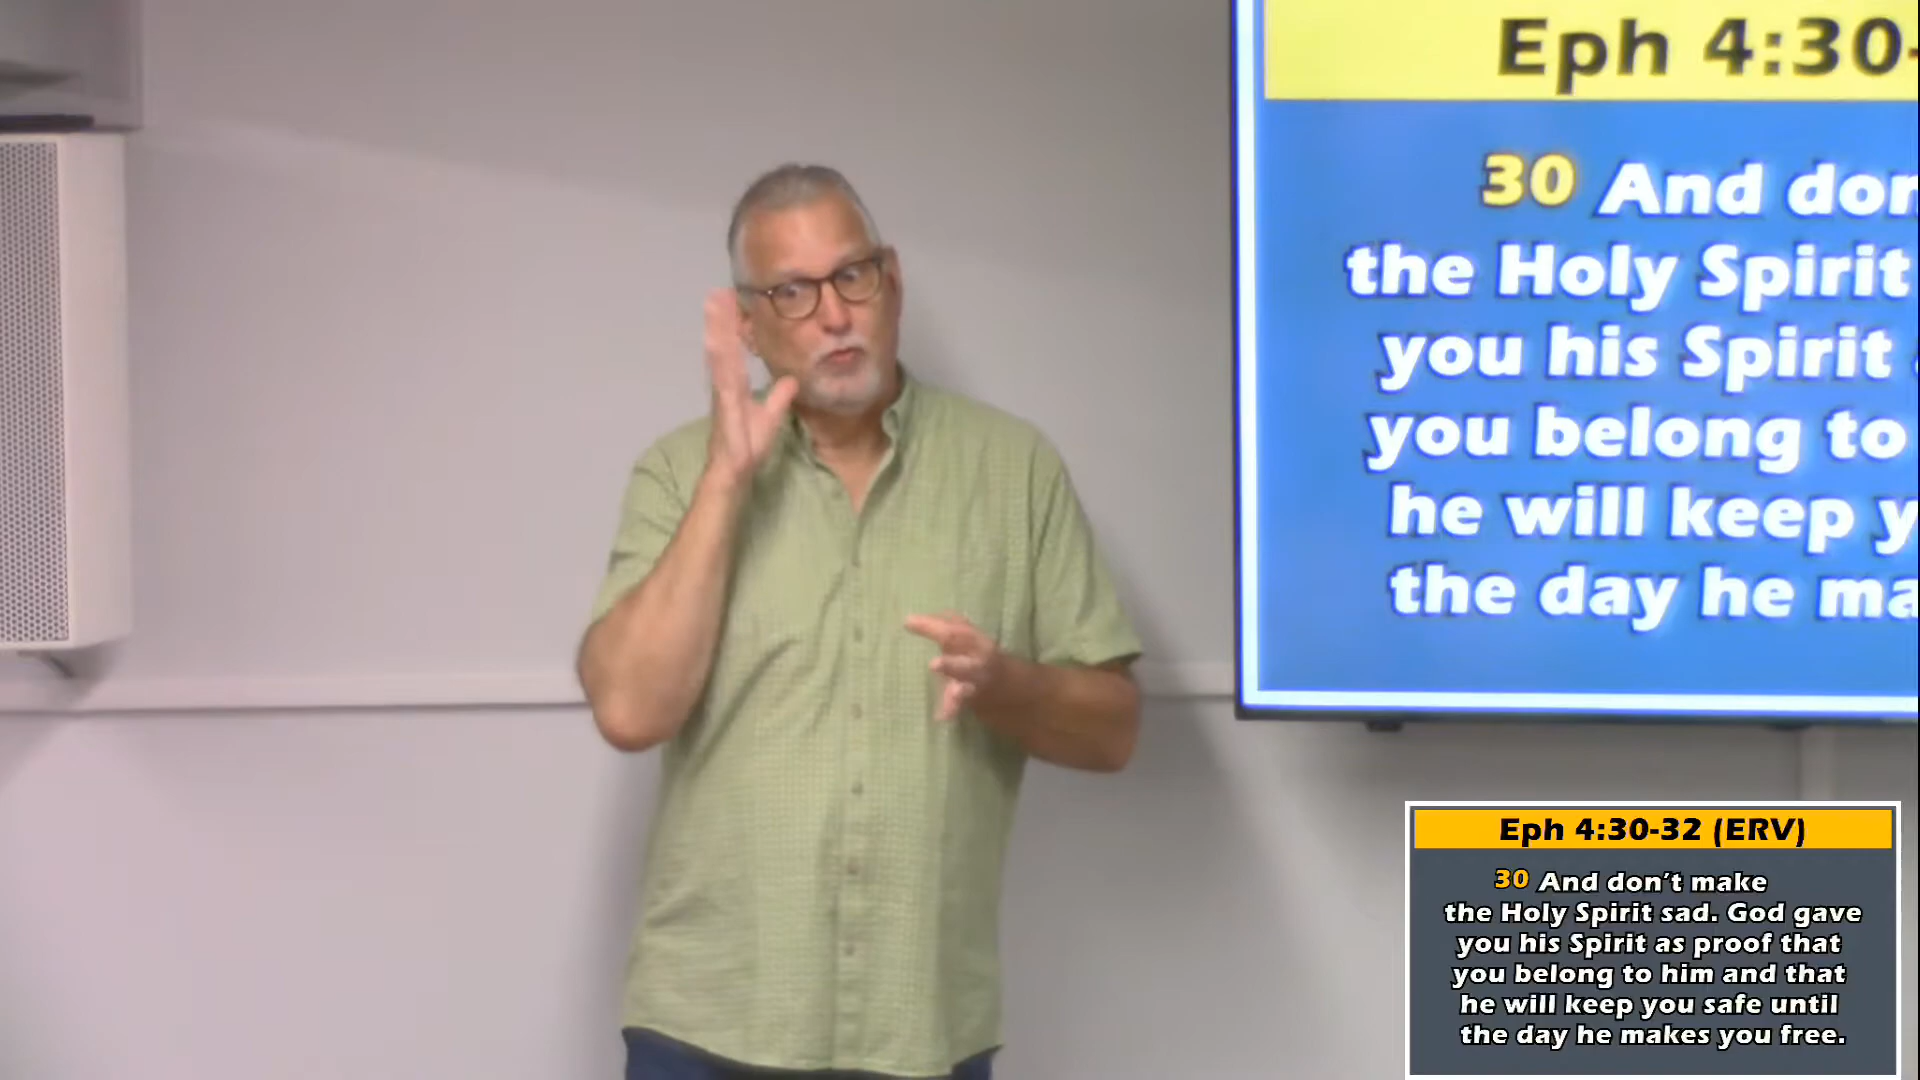 Eph 4:30-
30 And don
the Holy Spirit
you his Spirit
you belong to
he will keep y
the day he ma
Eph 4:30-32 (ERV)
30 And don't make
the Holy Spirit sad. God gave
you his Spirit as proof that
you belong to him and that
he will keep you safe until
the day he makes you free.